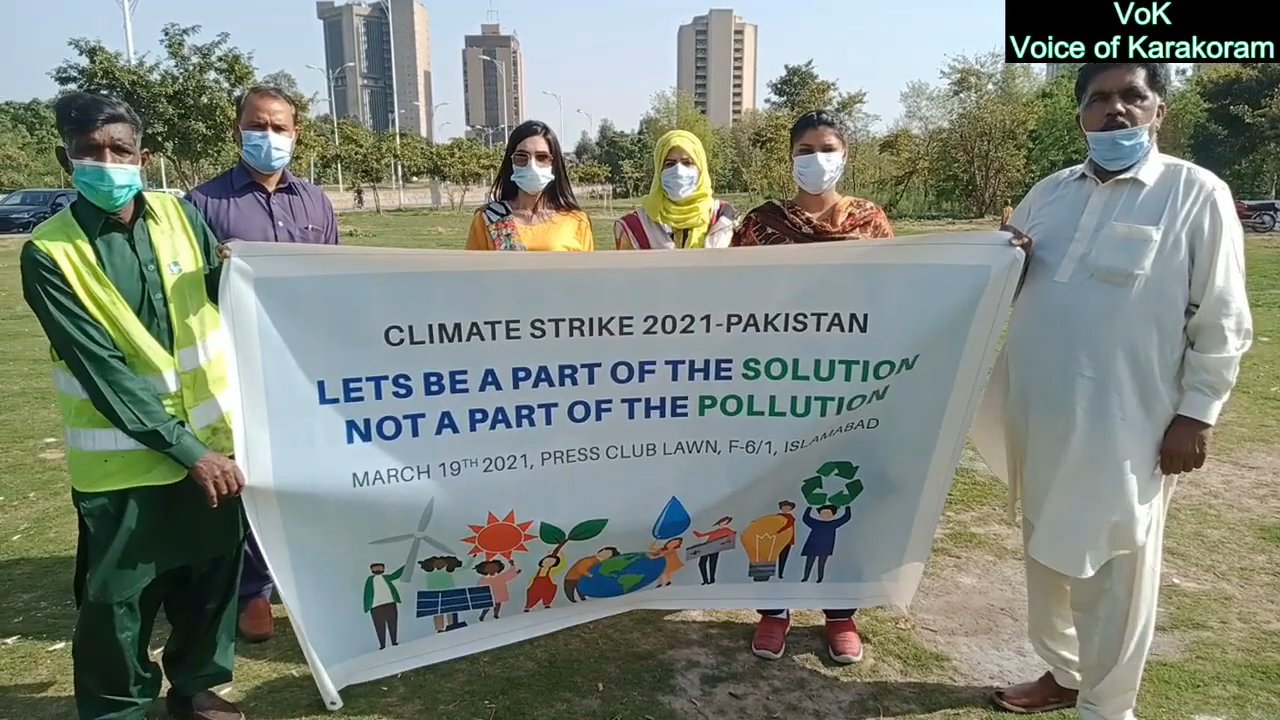 VoK
Voice of Karakoram
CLIMATE STRIKE 2021-PAKISTAN
LETS BE A PART OF THE SOLUTION
NOT A PART OF THE POLLUTION
MARCH 19TH 2021, PRESS CLUB LAWN, F-6/1, ISLAMABAD